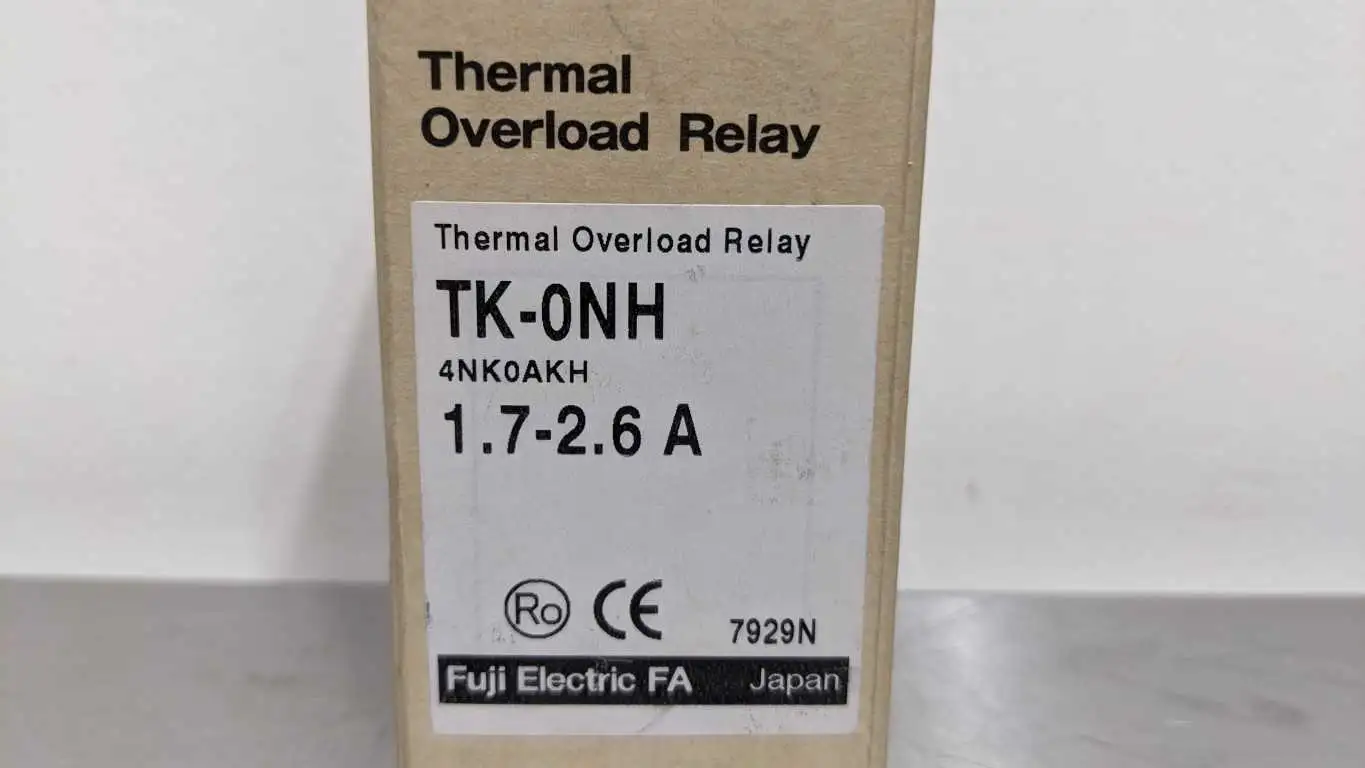 Thermal
Overload Relay
Thermal Overload Relay
TK-0NH
4NK0AKH
1.7-2.6 A
Ro CE 7929N
Fuji Electric FA Japan